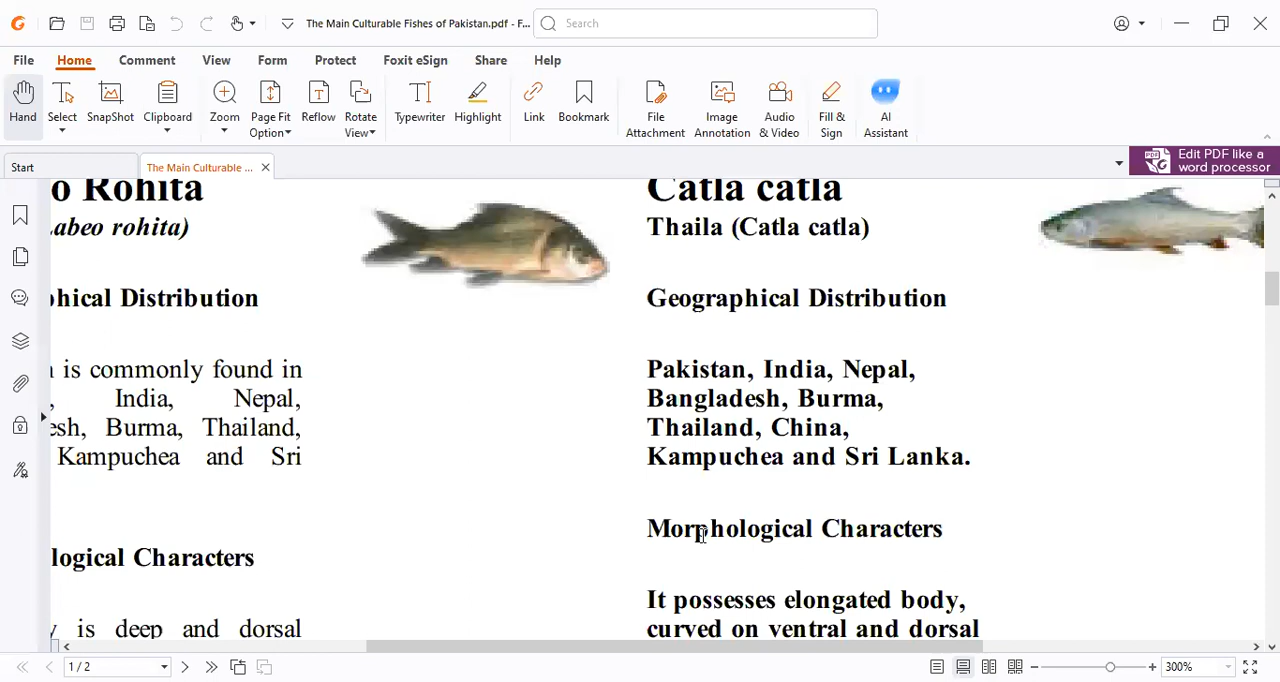 The Main Culturable Fishes of Pakistan.pdf - F...
Search
File
Home
Comment
View
Form
Protect
Foxit eSign
Share
Help
Hand
Select
SnapShot
Clipboard
Zoom
Page Fit
Option
Reflow
Rotate
View
Typewriter
Highlight
Link
Bookmark
File
Attachment
Image
Annotation
Audio
& Video
Fill &
Sign
AI
Assistant
Start
The Main Culturable ...
Edit PDF like a
word processor
o Rohita
abeo rohita)
phical Distribution
is commonly found in
, India, Nepal,
esh, Burma, Thailand,
Kampuchea and Sri
logical Characters
y is deep and dorsal
Catla catla
Thaila (Catla catla)
Geographical Distribution
Pakistan, India, Nepal,
Bangladesh, Burma,
Thailand, China,
Kampuchea and Sri Lanka.
Morphological Characters
It possesses elongated body,
curved on ventral and dorsal
1 / 2
300%